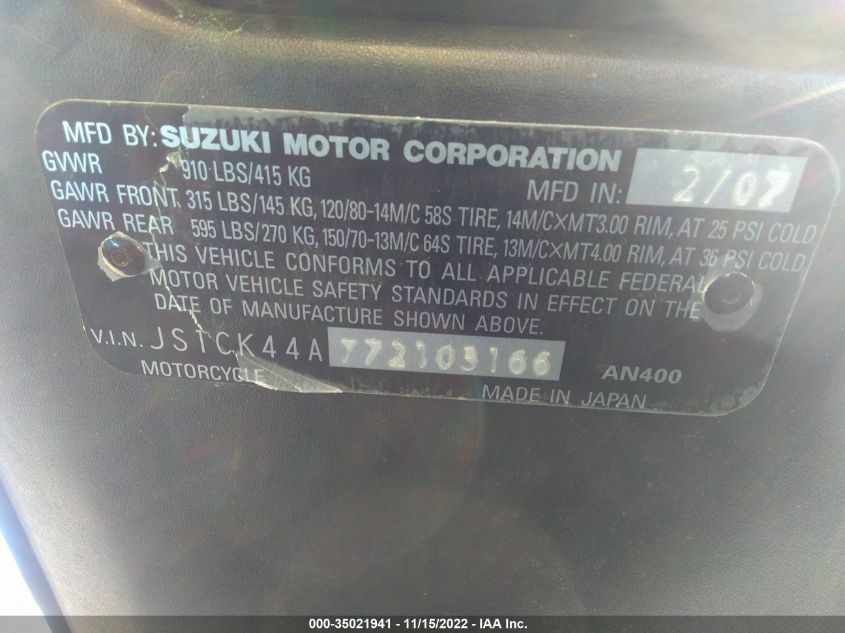 MFD BY: SUZUKI MOTOR CORPORATION
GVWR 910 LBS/415 KG MFD IN: 2/07
GAWR FRONT 315 LBS/145 KG, 120/80-14M/C 58S TIRE, 14M/C×MT3.00 RIM, AT 25 PSI COLD
GAWR REAR 595 LBS/270 KG, 150/70-13M/C 64S TIRE, 13M/C×MT4.00 RIM, AT 36 PSI COLD
THIS VEHICLE CONFORMS TO ALL APPLICABLE FEDERAL
MOTOR VEHICLE SAFETY STANDARDS IN EFFECT ON THE
DATE OF MANUFACTURE SHOWN ABOVE.
V.I.N. JS1CK44A772103166 AN400
MOTORCYCLE MADE IN JAPAN
000-35021941 - 11/15/2022 - IAA Inc.